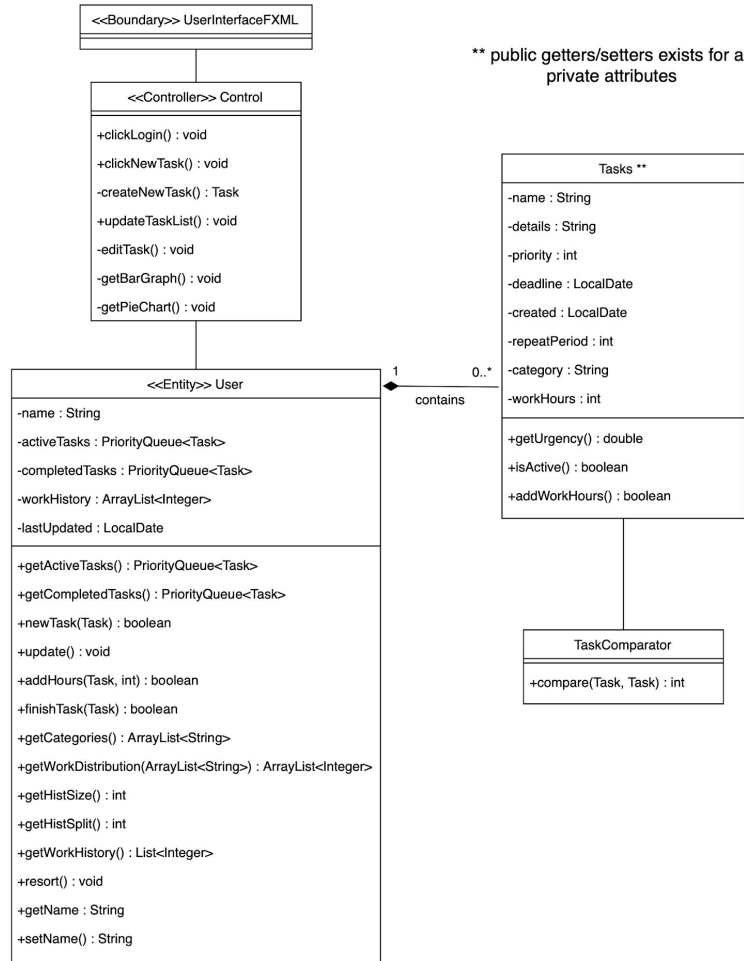 <<Boundary>> UserInterfaceFXML
** public getters/setters exists for a
private attributes
<<Controller>> Control
+clickLogin() : void
+clickNewTask() : void
-createNewTask() : Task
+updateTaskList() : void
-editTask() : void
-getBarGraph() : void
-getPieChart() : void
Tasks **
-name : String
-details : String
-priority : int
-deadline : LocalDate
-created : LocalDate
-repeatPeriod : int
-category : String
-workHours : int
+getUrgency() : double
+isActive() : boolean
+addWorkHours() : boolean
1
0..*
contains
<<Entity>> User
-name : String
-activeTasks : PriorityQueue<Task>
-completedTasks : PriorityQueue<Task>
-workHistory : ArrayList<Integer>
-lastUpdated : LocalDate
+getActiveTasks() : PriorityQueue<Task>
+getCompletedTasks() : PriorityQueue<Task>
+newTask(Task) : boolean
+update() : void
+addHours(Task, int) : boolean
+finishTask(Task) : boolean
+getCategories() : ArrayList<String>
+getWorkDistribution(ArrayList<String>) : ArrayList<Integer>
+getHistSize() : int
+getHistSplit() : int
+getWorkHistory() : List<Integer>
+resort() : void
+getName : String
+setName() : String
TaskComparator
+compare(Task, Task) : int